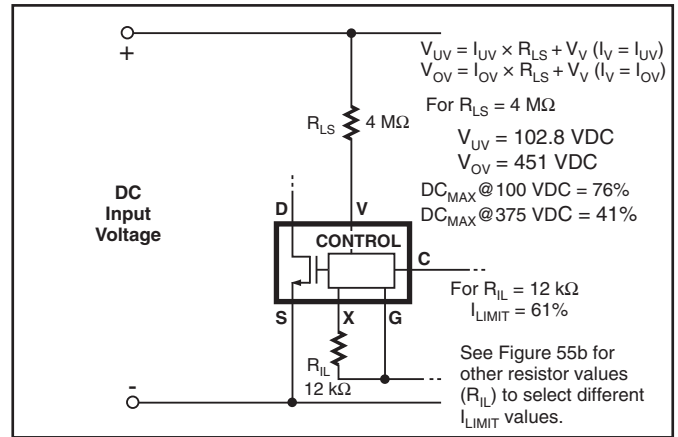 +
V_UV = I_UV × R_LS + V_V (I_V = I_UV)
V_OV = I_OV × R_LS + V_V (I_V = I_OV)
For R_LS = 4 MΩ
R_LS 4 MΩ
V_UV = 102.8 VDC
V_OV = 451 VDC
DC_MAX@100 VDC = 76%
DC_MAX@375 VDC = 41%
DC
Input
Voltage
D V
CONTROL
C
For R_IL = 12 kΩ
I_LIMIT = 61%
S X G
R_IL
12 kΩ
See Figure 55b for
other resistor values
(R_IL) to select different
I_LIMIT values.
-